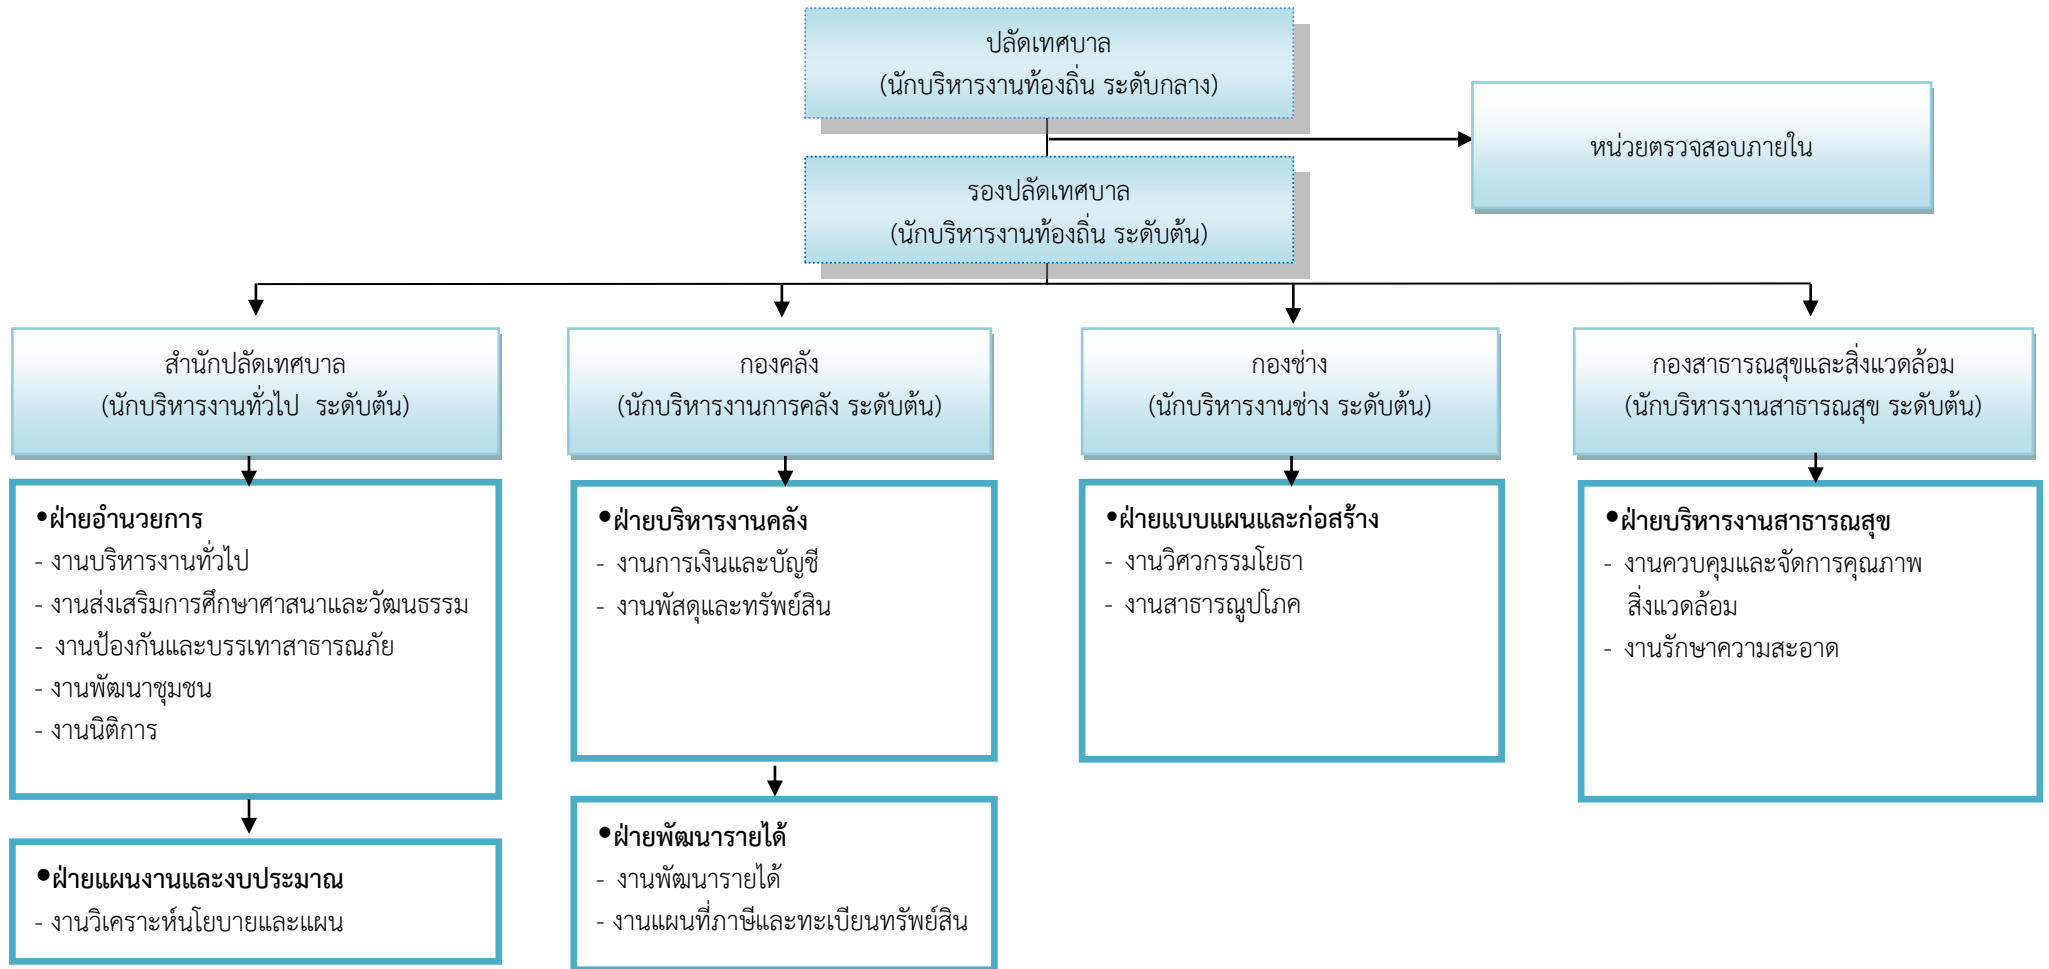 ปลัดเทศบาล
(นักบริหารงานท้องถิ่น ระดับกลาง)
หน่วยตรวจสอบภายใน
รองปลัดเทศบาล
(นักบริหารงานท้องถิ่น ระดับต้น)
สำนักปลัดเทศบาล
(นักบริหารงานทั่วไป ระดับต้น)
กองคลัง
(นักบริหารงานการคลัง ระดับต้น)
กองช่าง
(นักบริหารงานช่าง ระดับต้น)
กองสาธารณสุขและสิ่งแวดล้อม
(นักบริหารงานสาธารณสุข ระดับต้น)
•ฝ่ายอำนวยการ
- งานบริหารงานทั่วไป
- งานส่งเสริมการศึกษาศาสนาและวัฒนธรรม
- งานป้องกันและบรรเทาสาธารณภัย
- งานพัฒนาชุมชน
- งานนิติการ
•ฝ่ายแผนงานและงบประมาณ
- งานวิเคราะห์นโยบายและแผน
•ฝ่ายบริหารงานคลัง
- งานการเงินและบัญชี
- งานพัสดุและทรัพย์สิน
•ฝ่ายพัฒนารายได้
- งานพัฒนารายได้
- งานแผนที่ภาษีและทะเบียนทรัพย์สิน
•ฝ่ายแบบแผนและก่อสร้าง
- งานวิศวกรรมโยธา
- งานสาธารณูปโภค
•ฝ่ายบริหารงานสาธารณสุข
- งานควบคุมและจัดการคุณภาพ
สิ่งแวดล้อม
- งานรักษาความสะอาด